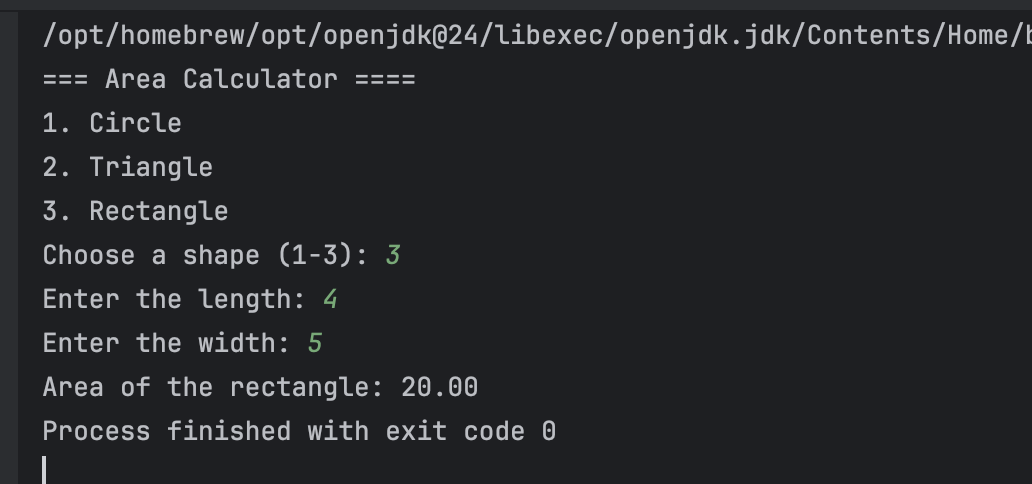 /opt/homebrew/opt/openjdk@24/libexec/openjdk.jdk/Contents/Home/b
=== Area Calculator ====
1. Circle
2. Triangle
3. Rectangle
Choose a shape (1-3): 3
Enter the length: 4
Enter the width: 5
Area of the rectangle: 20.00
Process finished with exit code 0